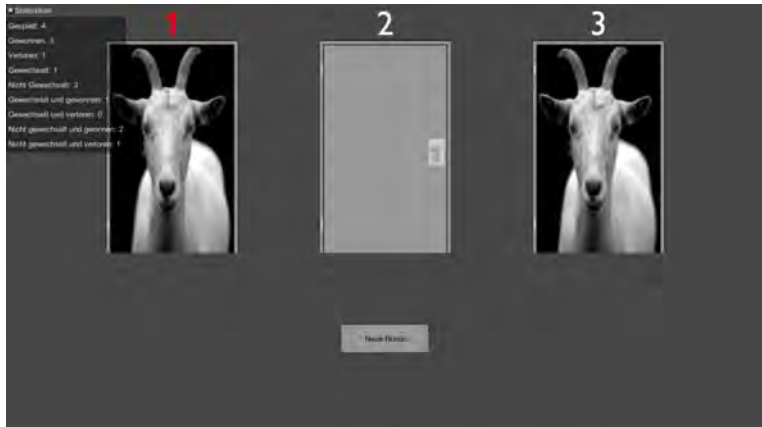 Statistiken
Gespielt: 4
Gewonnen: 3
Verloren: 1
Gewechselt: 1
Nicht Gewechselt: 3
Gewechselt und gewonnen: 1
Gewechselt und verloren: 0
Nicht gewechselt und gewonnen: 2
Nicht gewechselt und verloren: 1
1
2
3
Neue Runde